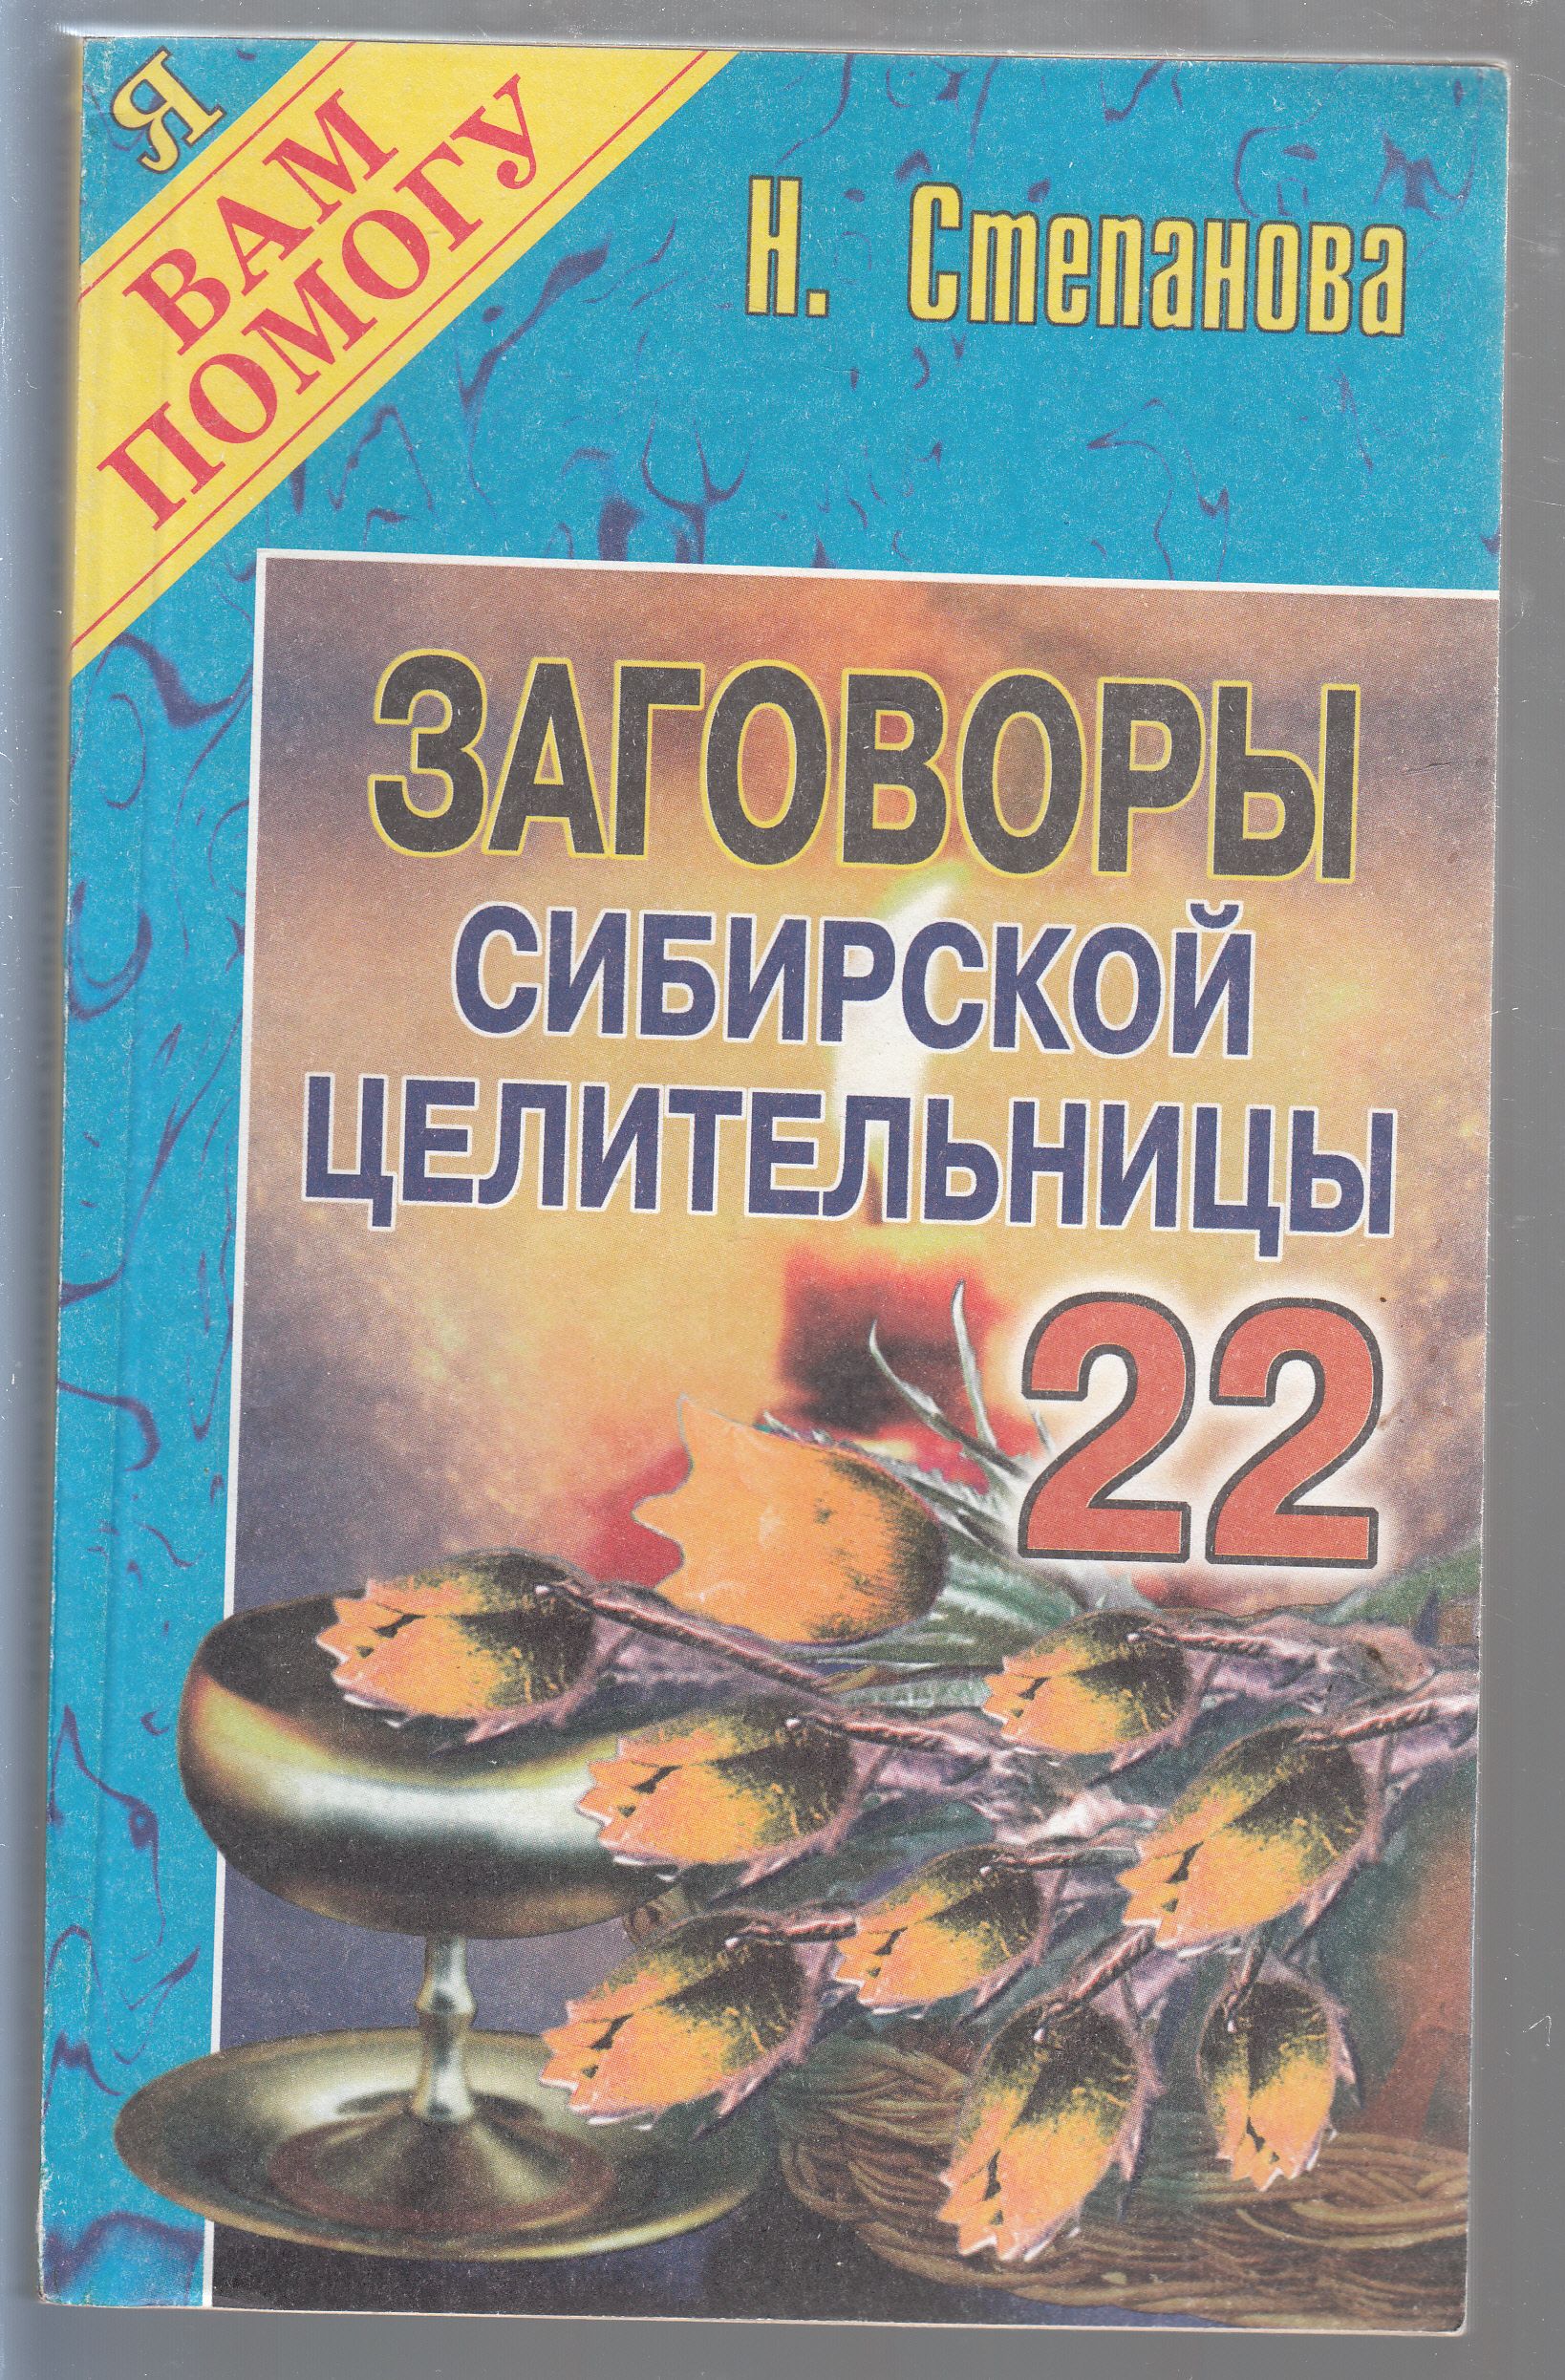 Я
ВАМ
ПОМОГУ
Н. Степанова
ЗАГОВОРЫ
СИБИРСКОЙ
ЦЕЛИТЕЛЬНИЦЫ
22